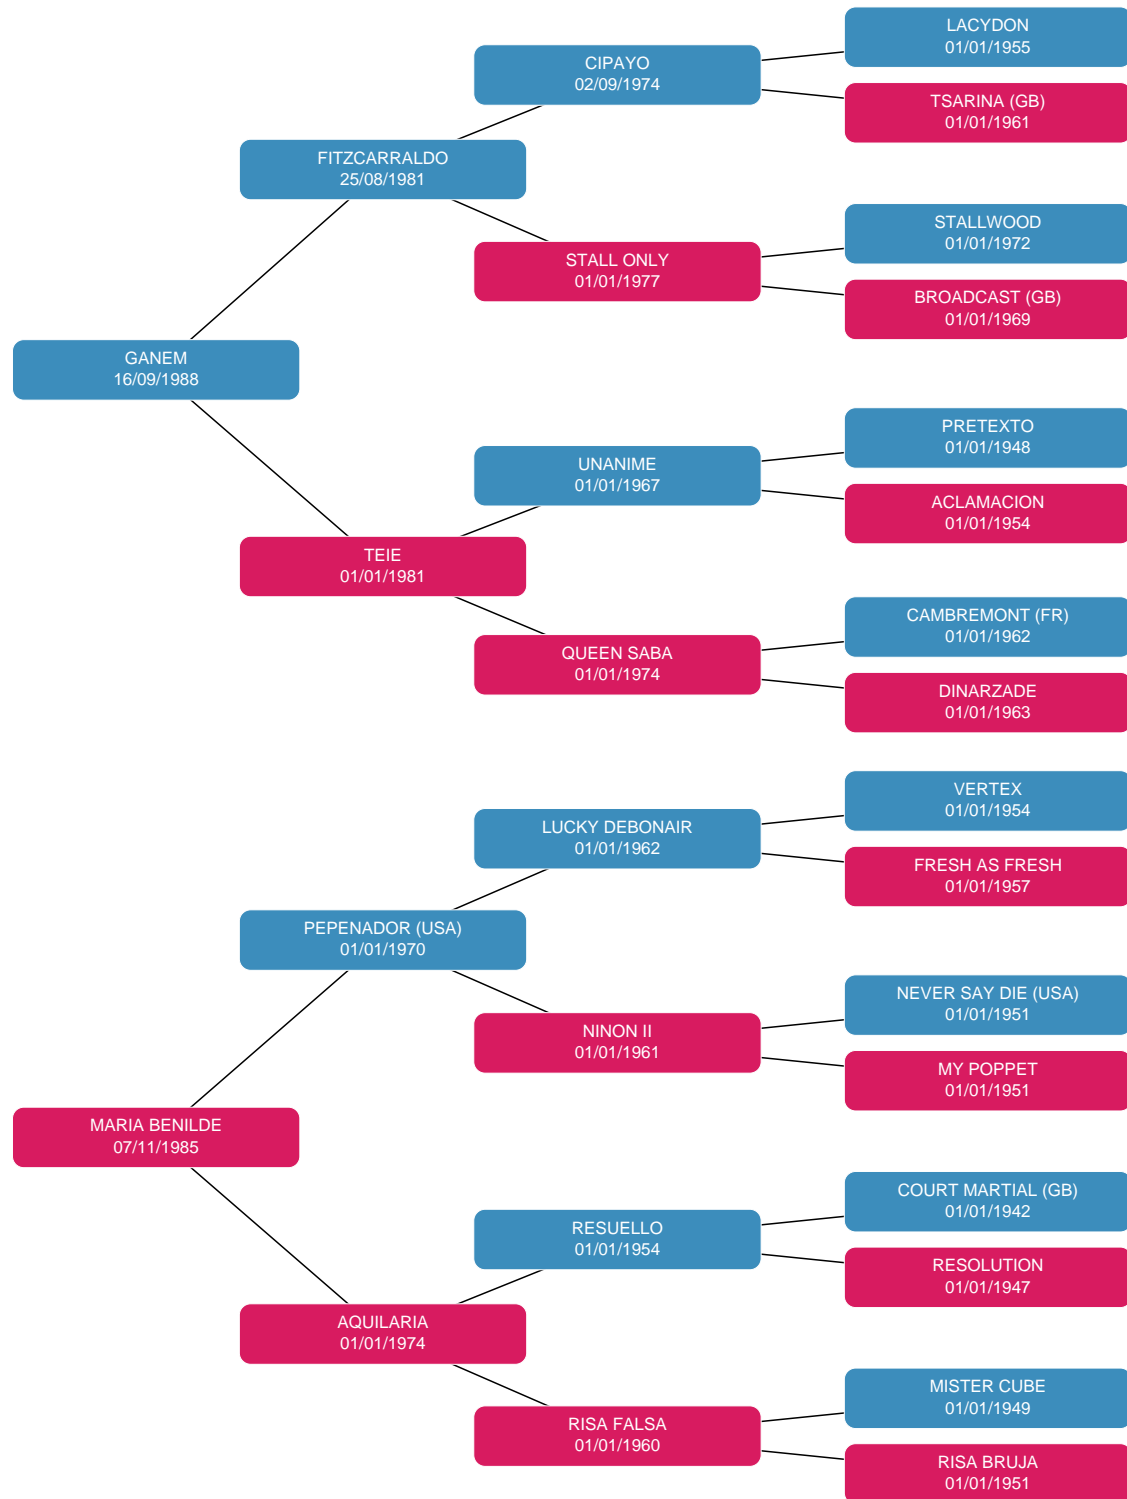 LACYDON
01/01/1955
CIPAYO
02/09/1974
TSARINA (GB)
01/01/1961
FITZCARRALDO
25/08/1981
STALLWOOD
01/01/1972
STALL ONLY
01/01/1977
BROADCAST (GB)
01/01/1969
GANEM
16/09/1988
PRETEXTO
01/01/1948
UNANIME
01/01/1967
ACLAMACION
01/01/1954
TEIE
01/01/1981
CAMBREMONT (FR)
01/01/1962
QUEEN SABA
01/01/1974
DINARZADE
01/01/1963
VERTEX
01/01/1954
LUCKY DEBONAIR
01/01/1962
FRESH AS FRESH
01/01/1957
PEPENADOR (USA)
01/01/1970
NEVER SAY DIE (USA)
01/01/1951
NINON II
01/01/1961
MY POPPET
01/01/1951
MARIA BENILDE
07/11/1985
COURT MARTIAL (GB)
01/01/1942
RESUELLO
01/01/1954
RESOLUTION
01/01/1947
AQUILARIA
01/01/1974
MISTER CUBE
01/01/1949
RISA FALSA
01/01/1960
RISA BRUJA
01/01/1951